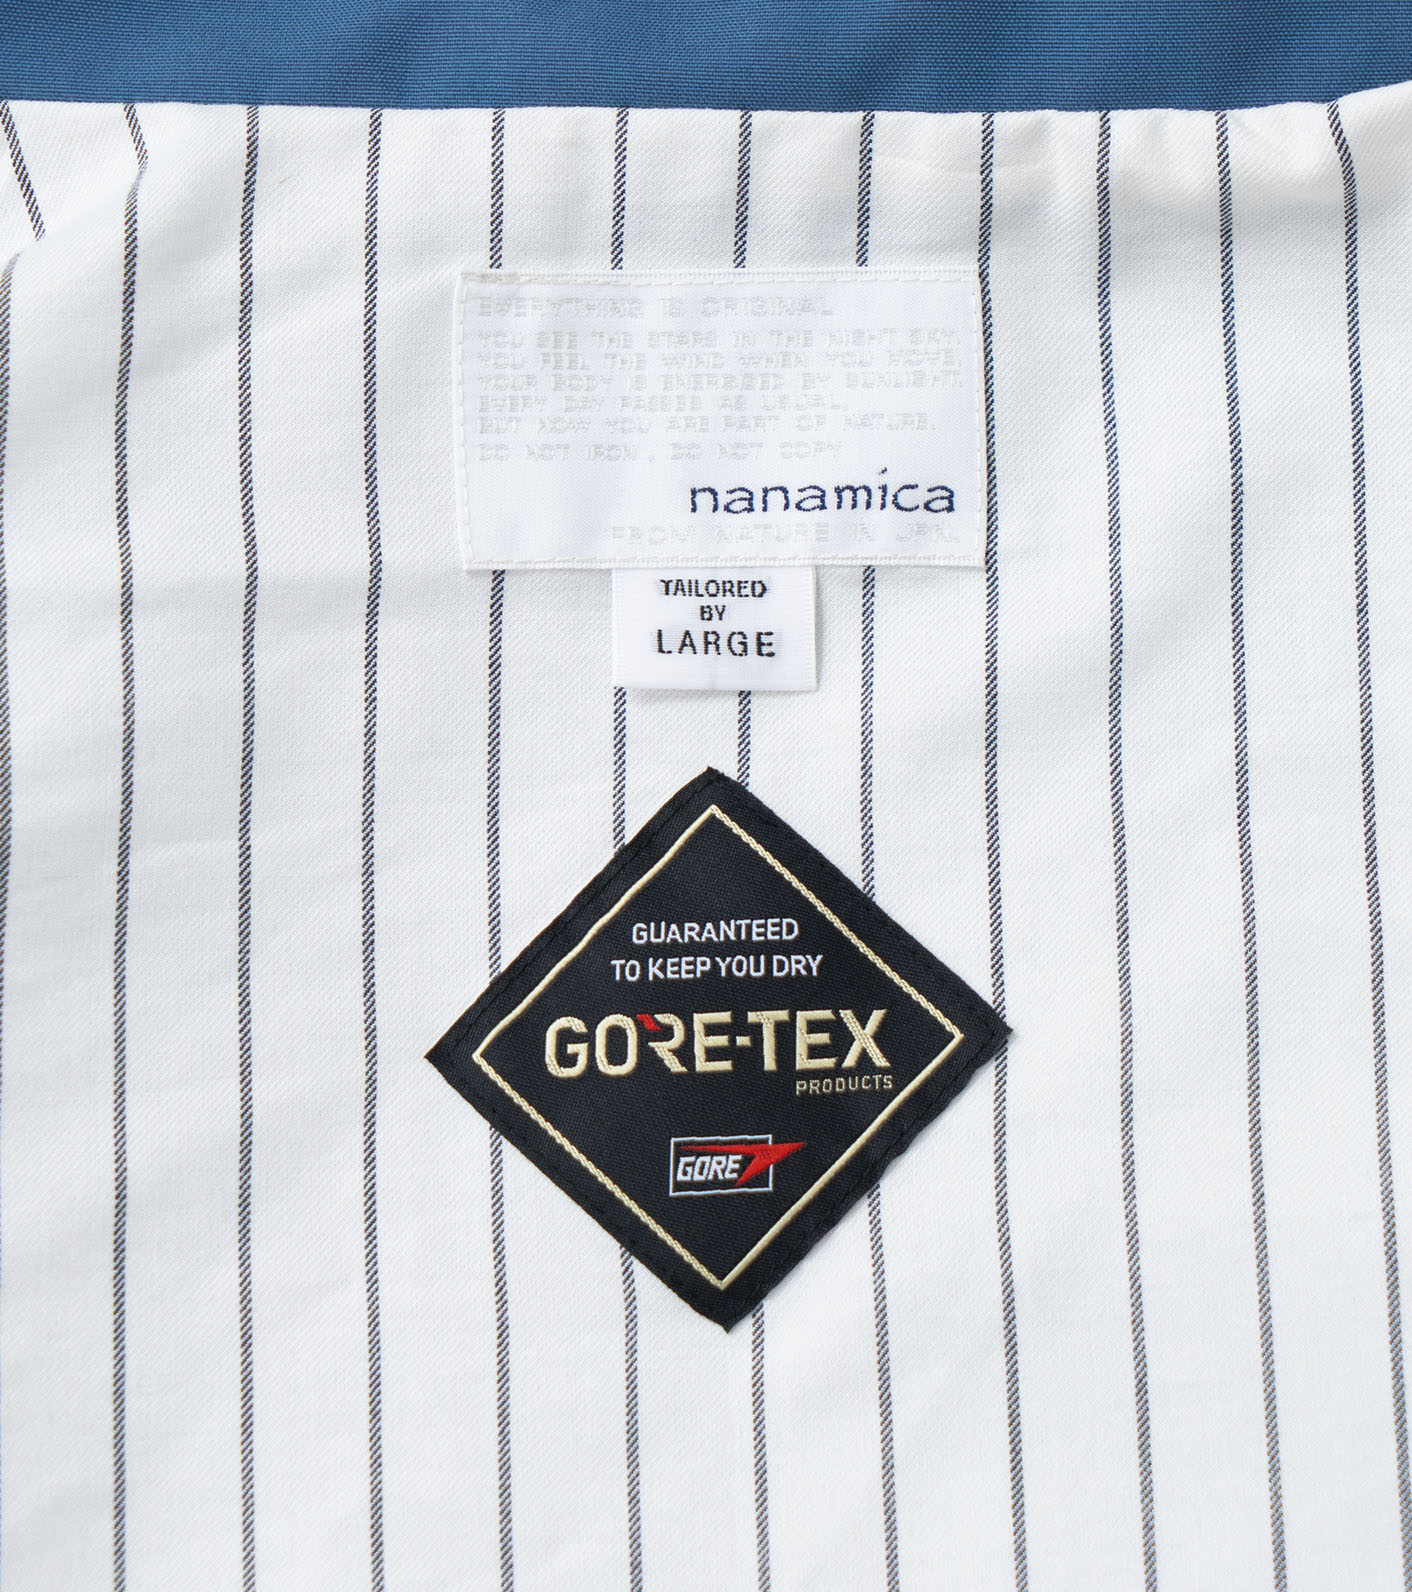 EVERYTHING IS ORIGINAL
YOU SEE THE STARS IN THE NIGHT SKY.
YOU FEEL THE WIND WHEN YOU MOVE.
YOUR BODY IS ENERGISED BY SUNLIGHT.
EVERY DAY PASSES AS USUAL,
BUT NOW YOU ARE PART OF NATURE.
DO NOT IRON, DO NOT COPY
nanamica
FROM NATURE IN JPN.
TAILORED
BY
LARGE
GUARANTEED
TO KEEP YOU DRY
GORE-TEX
PRODUCTS
GORE